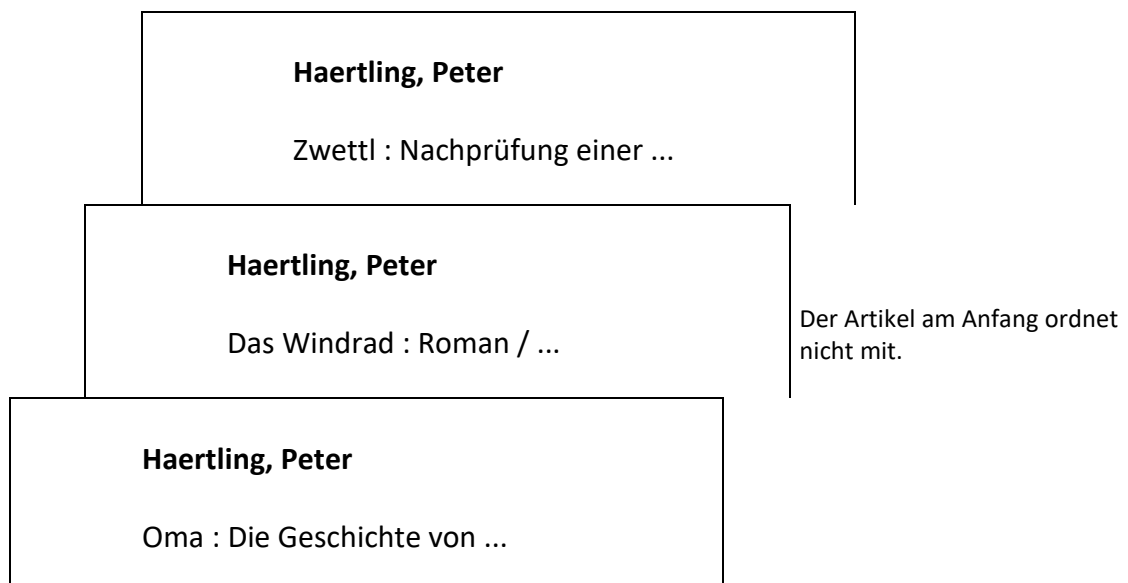 Haertling, Peter
Zwettl : Nachprüfung einer ...
Haertling, Peter
Das Windrad : Roman / ...
Der Artikel am Anfang ordnet
nicht mit.
Haertling, Peter
Oma : Die Geschichte von ...